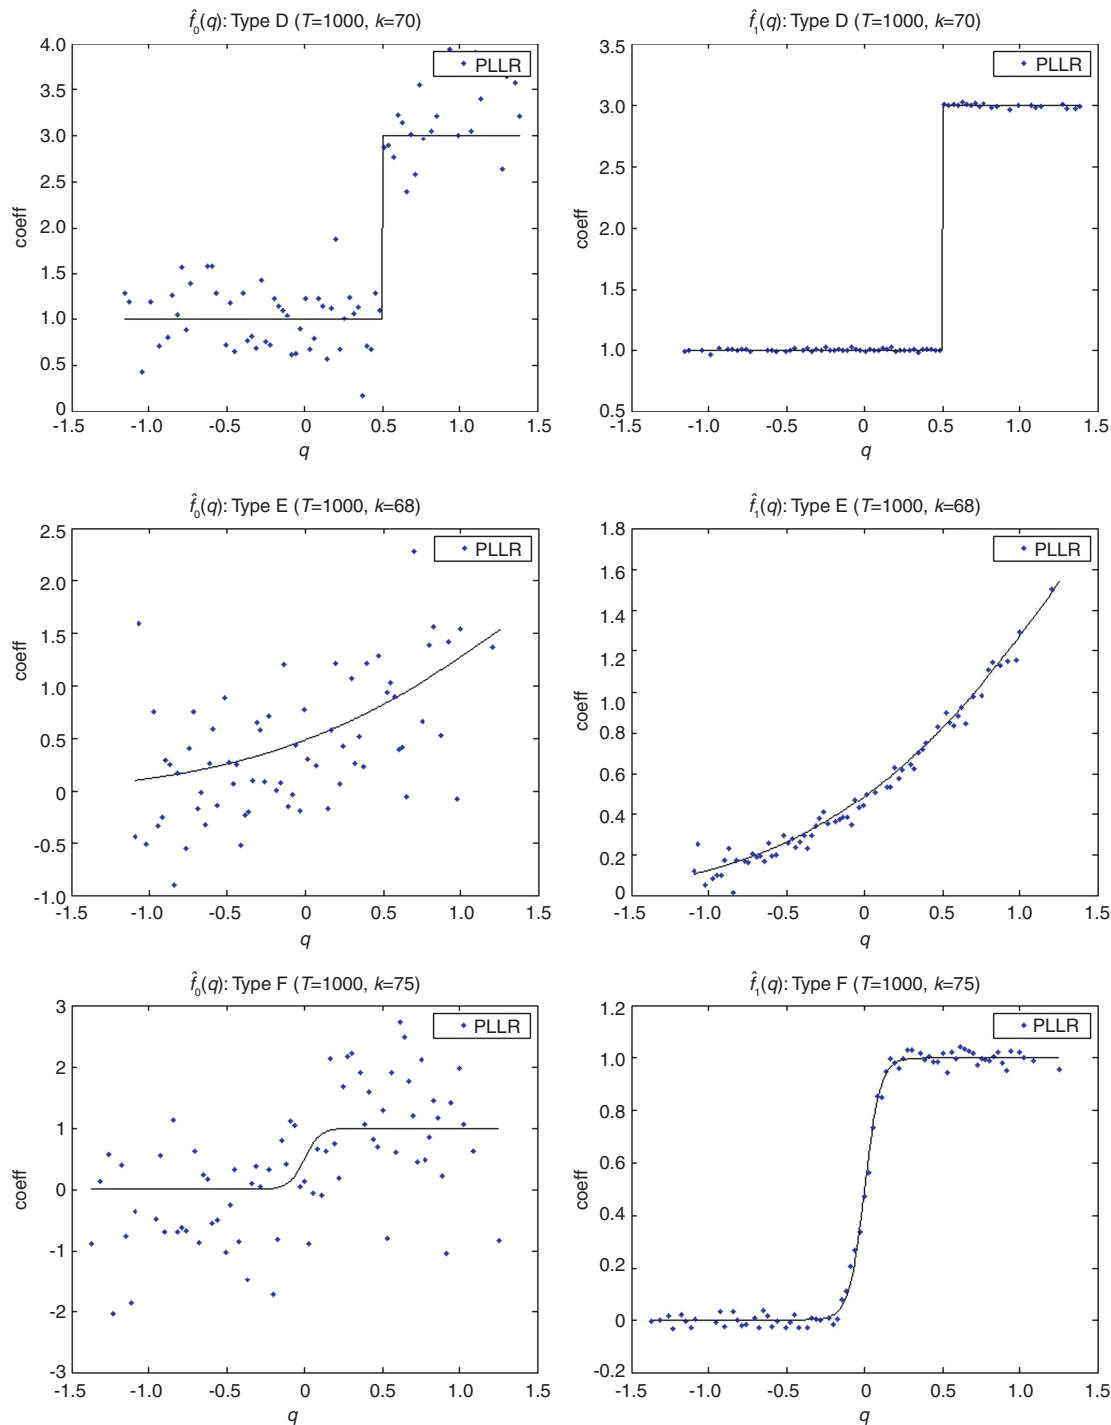 f̂₀(q): Type D (T=1000, k=70)
4.0
3.5
3.0
2.5
2.0
1.5
1.0
0.5
0
coeff
PLLR
-1.5 -1.0 -0.5 0 0.5 1.0 1.5
q
f̂₁(q): Type D (T=1000, k=70)
3.5
3.0
2.5
2.0
1.5
1.0
0.5
coeff
PLLR
-1.5 -1.0 -0.5 0 0.5 1.0 1.5
q
f̂₀(q): Type E (T=1000, k=68)
2.5
2.0
1.5
1.0
0.5
0
-0.5
-1.0
coeff
PLLR
-1.5 -1.0 -0.5 0 0.5 1.0 1.5
q
f̂₁(q): Type E (T=1000, k=68)
1.8
1.6
1.4
1.2
1.0
0.8
0.6
0.4
0.2
0
coeff
PLLR
-1.5 -1.0 -0.5 0 0.5 1.0 1.5
q
f̂₀(q): Type F (T=1000, k=75)
3
2
1
0
-1
-2
-3
coeff
PLLR
-1.5 -1.0 -0.5 0 0.5 1.0 1.5
q
f̂₁(q): Type F (T=1000, k=75)
1.2
1.0
0.8
0.6
0.4
0.2
0
-0.2
coeff
PLLR
-1.5 -1.0 -0.5 0 0.5 1.0 1.5
q